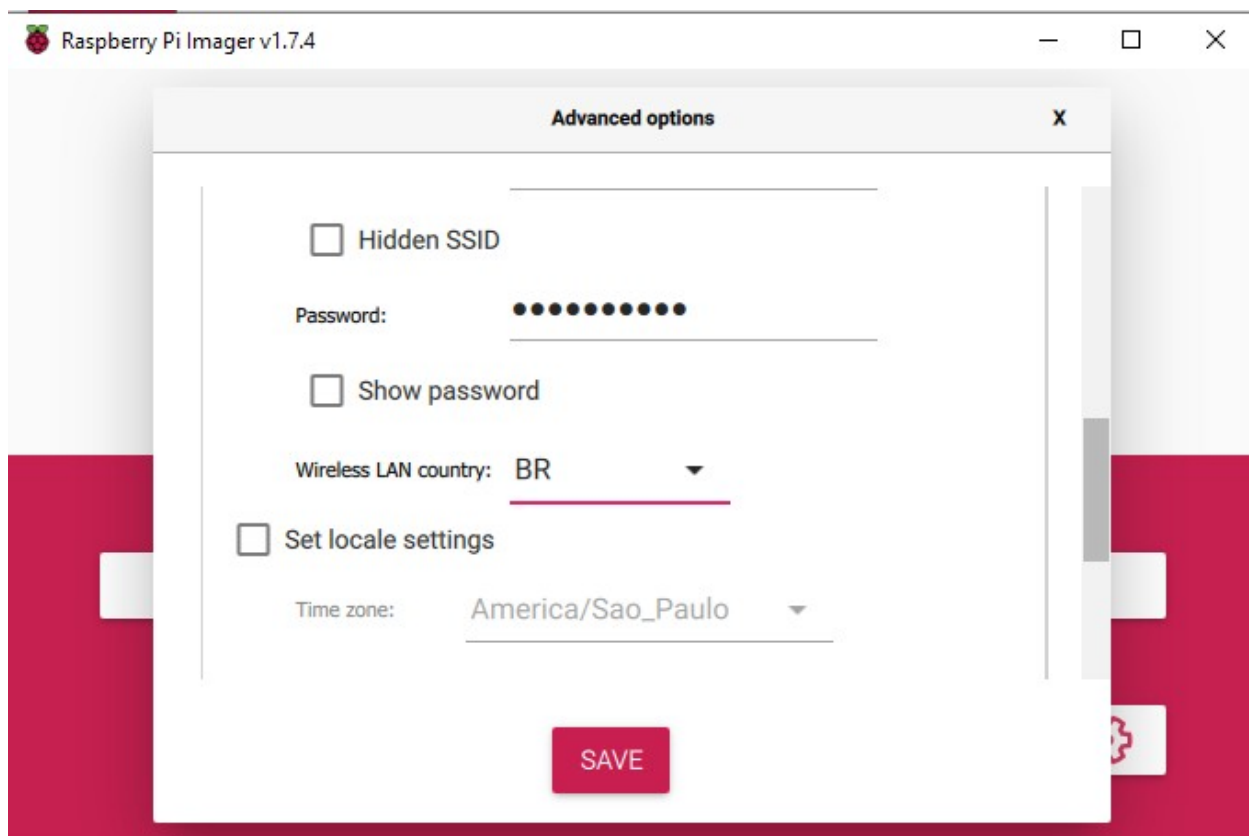 Raspberry Pi Imager v1.7.4
Advanced options X
Hidden SSID
Password: ••••••••••
Show password
Wireless LAN country: BR
Set locale settings
Time zone: America/Sao_Paulo
SAVE